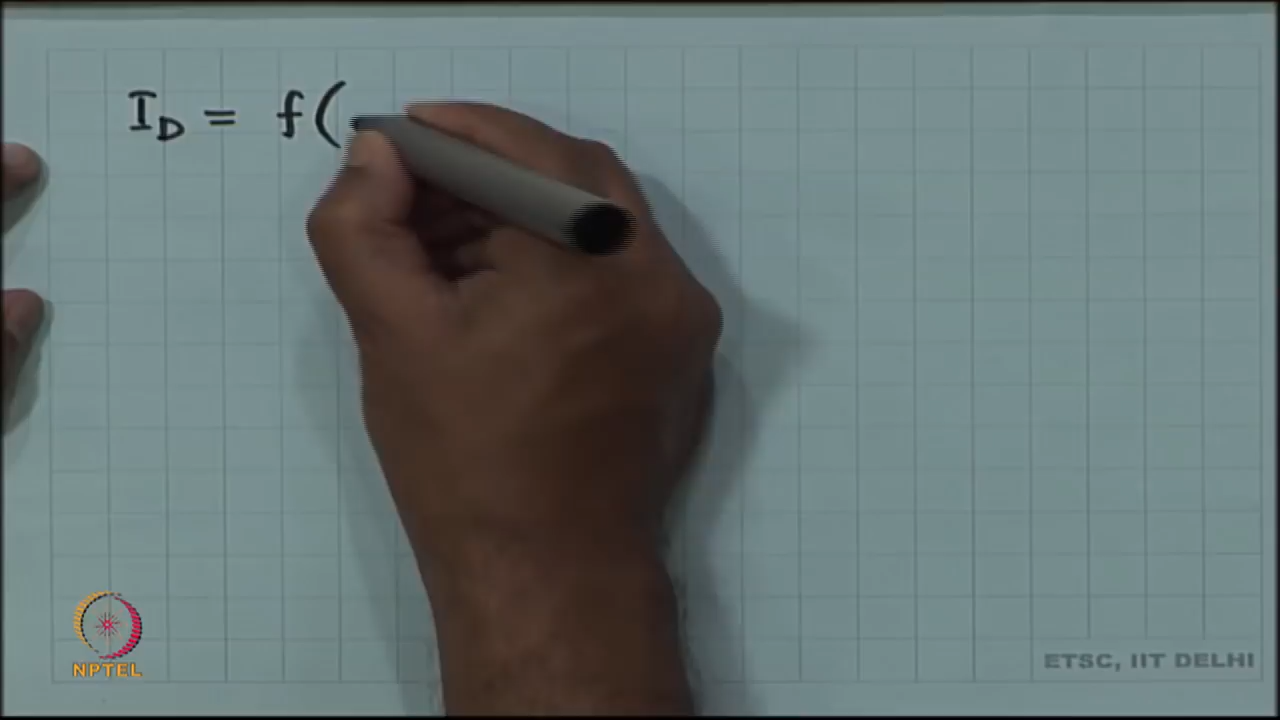 I_D = f(
NPTEL
ETSC, IIT DELHI